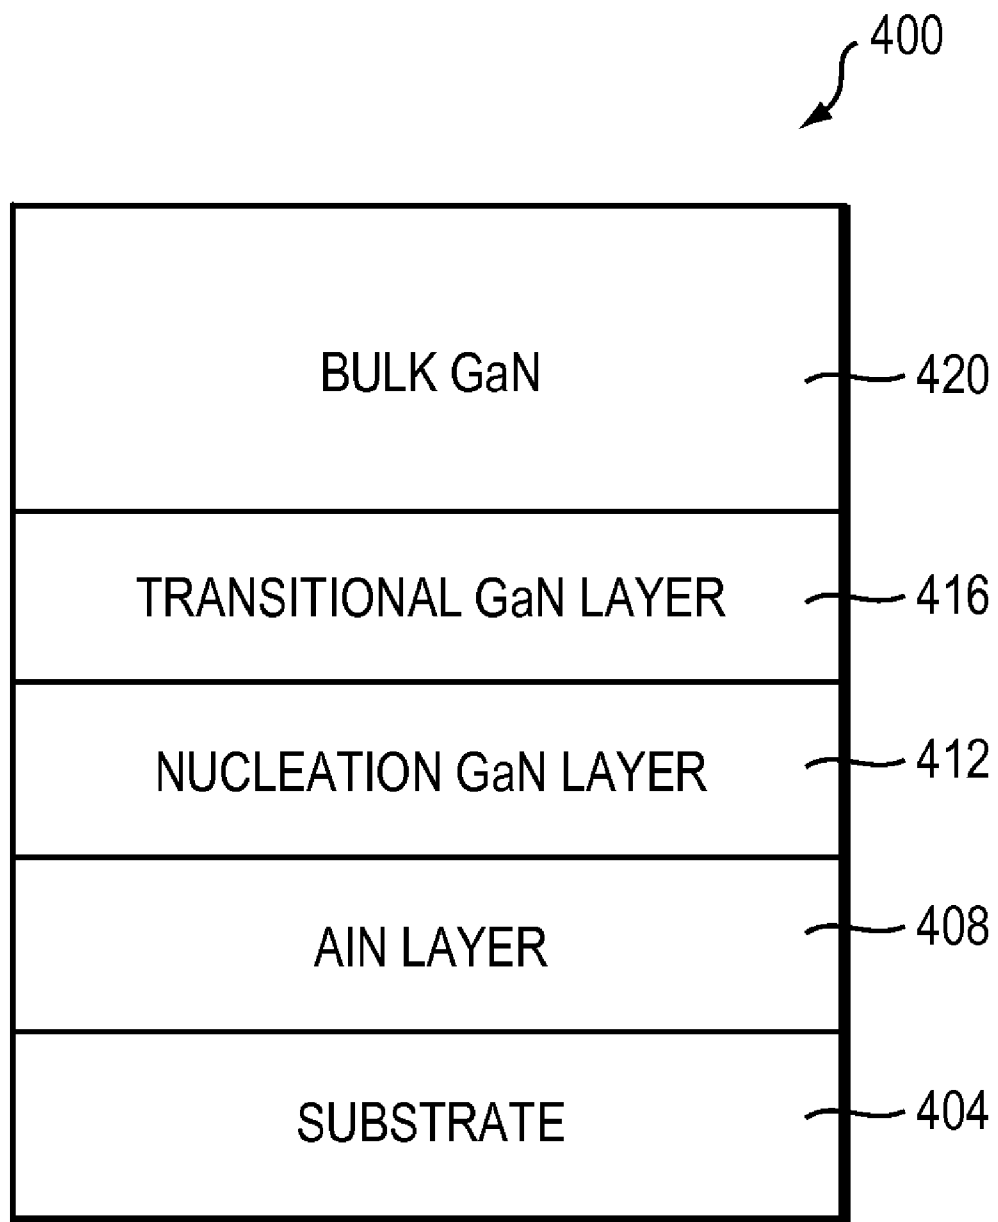 400
BULK GaN
420
TRANSITIONAL GaN LAYER
416
NUCLEATION GaN LAYER
412
AlN LAYER
408
SUBSTRATE
404